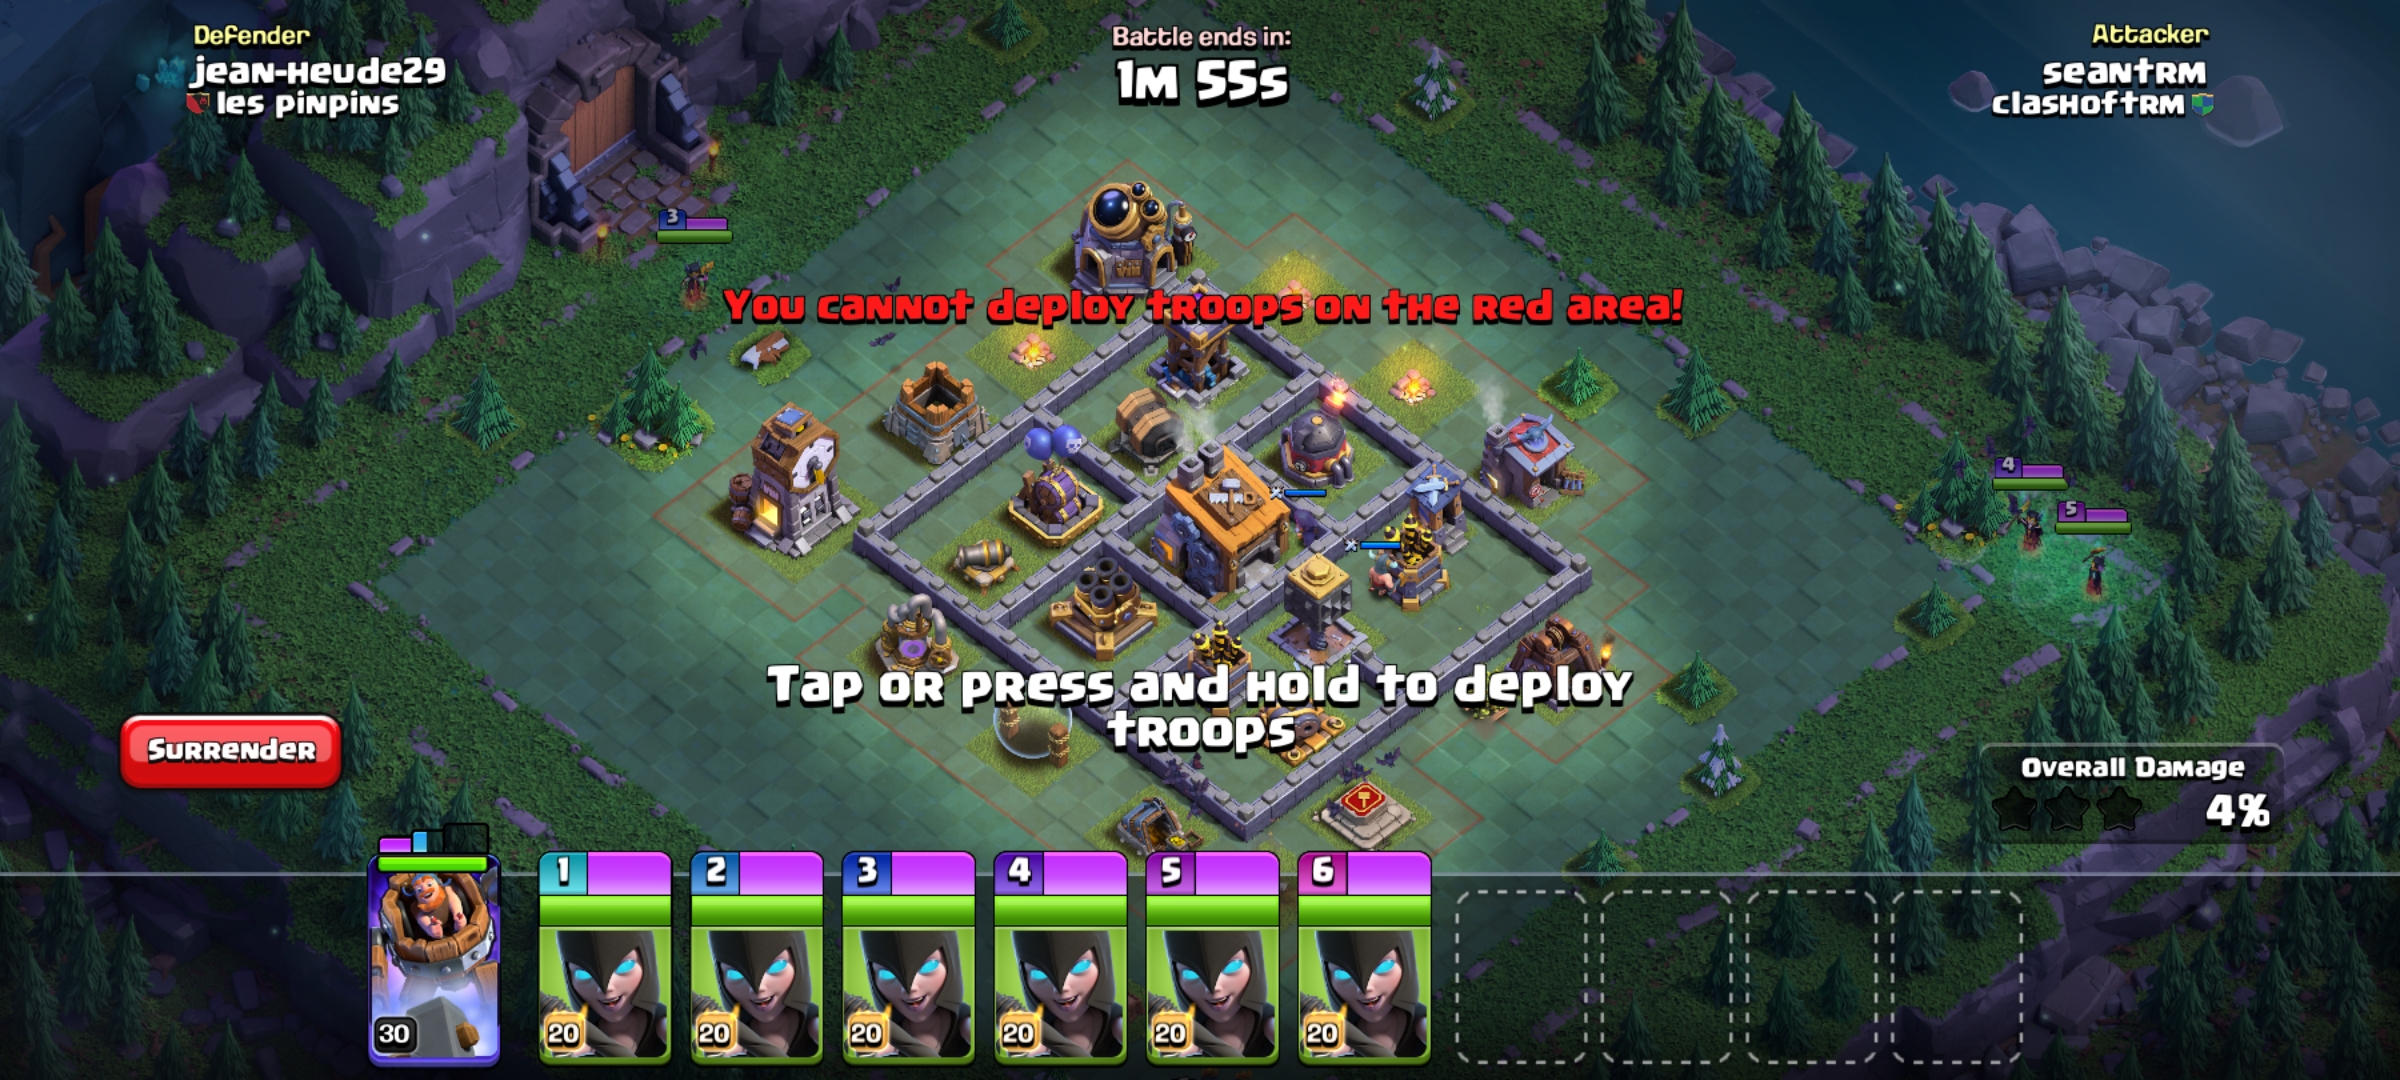 Defender
jean-Heude29
les pinpins
Battle ends in:
1M 55s
Attacker
seantRM
clashoftRM
3
You cannot deploy troops on the red area!
4
5
Tap or press and hold to deploy
troops
Surrender
Overall Damage
4%
1
2
3
4
5
6
30
20
20
20
20
20
20